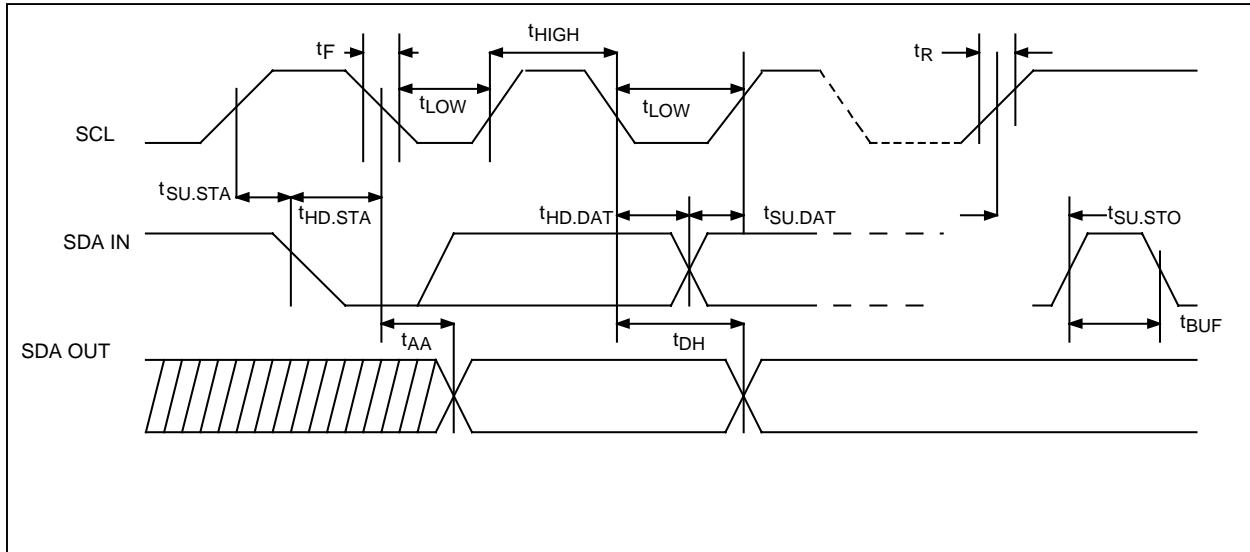 tHIGH
tF
tR
tLOW
tLOW
SCL
tSU.STA
tHD.STA
tHD.DAT
tSU.DAT
tSU.STO
SDA IN
tBUF
tAA
tDH
SDA OUT